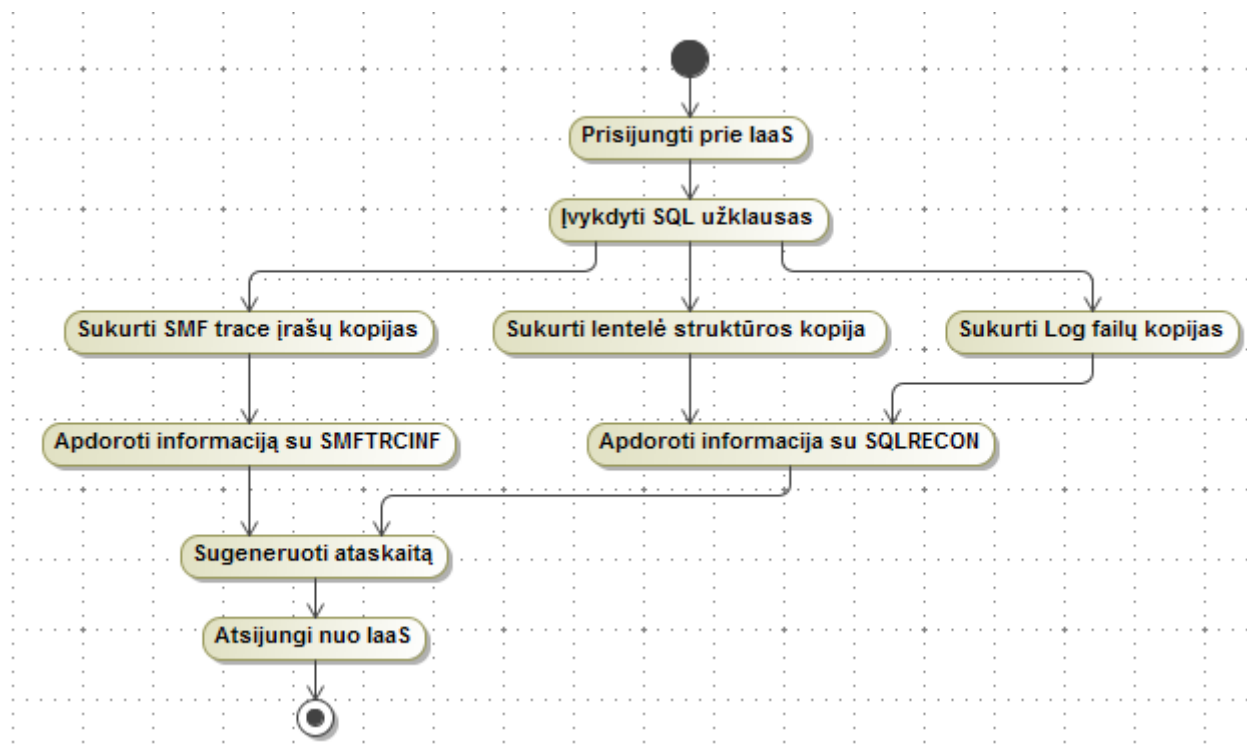 Prisijungti prie IaaS
Įvykdyti SQL užklausas
Sukurti SMF trace įrašų kopijas
Sukurti lentelė struktūros kopija
Sukurti Log failų kopijas
Apdoroti informaciją su SMFTRCINF
Apdoroti informacija su SQLRECON
Sugeneruoti ataskaitą
Atsijungi nuo IaaS